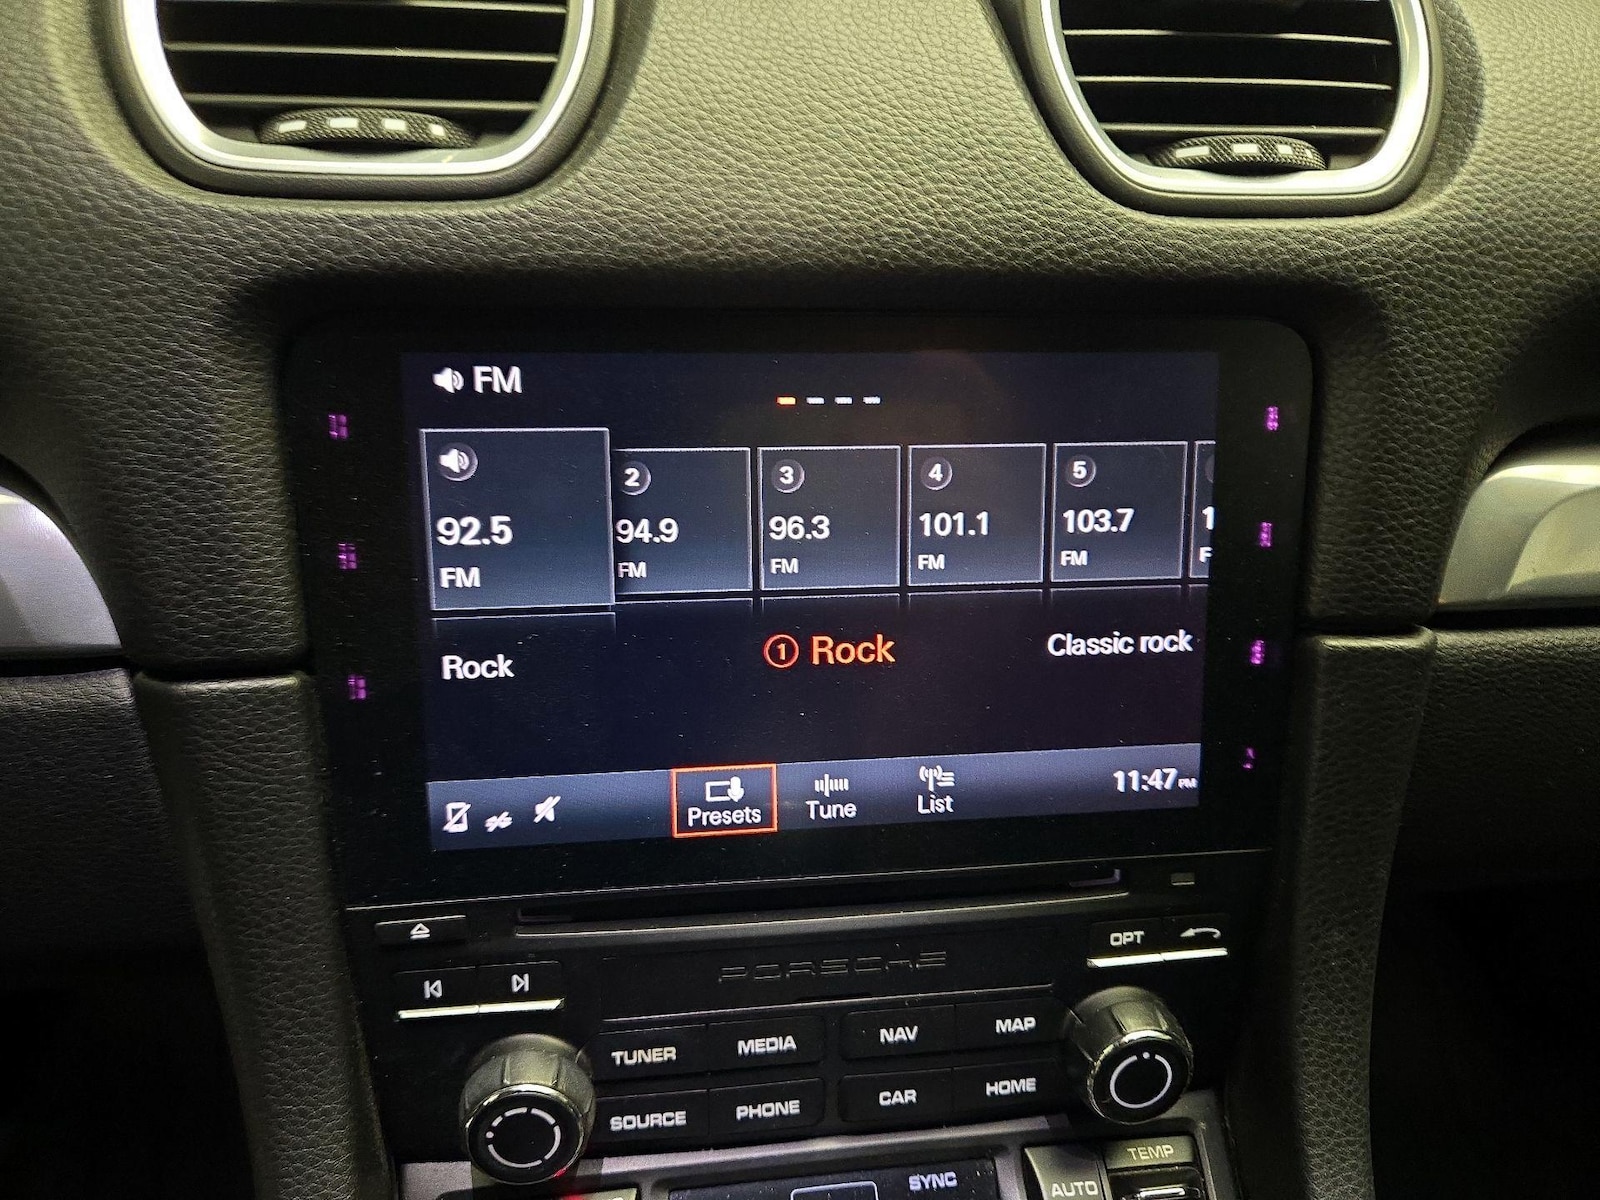 FM
92.5
FM
2
94.9
FM
3
96.3
FM
4
101.1
FM
5
103.7
FM
1
F
Rock
1 Rock
Classic rock
Presets
Tune
List
11:47 PM
OPT
PORSCHE
TUNER
MEDIA
NAV
MAP
SOURCE
PHONE
CAR
HOME
SYNC
AUTO
TEMP